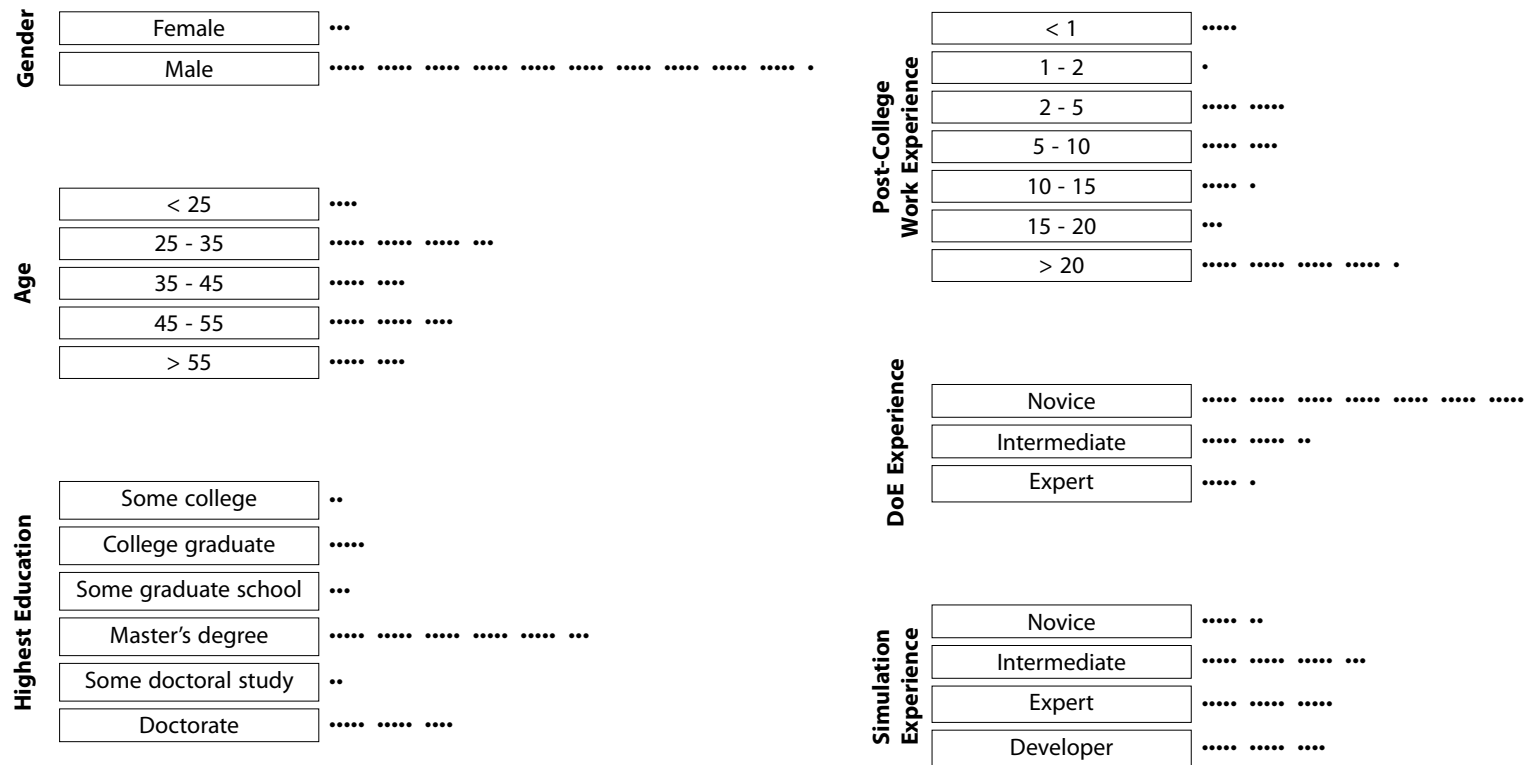 Gender
Female
Male
Age
< 25
25 - 35
35 - 45
45 - 55
> 55
Highest Education
Some college
College graduate
Some graduate school
Master's degree
Some doctoral study
Doctorate
Post-College
Work Experience
< 1
1 - 2
2 - 5
5 - 10
10 - 15
15 - 20
> 20
DoE Experience
Novice
Intermediate
Expert
Simulation
Experience
Novice
Intermediate
Expert
Developer